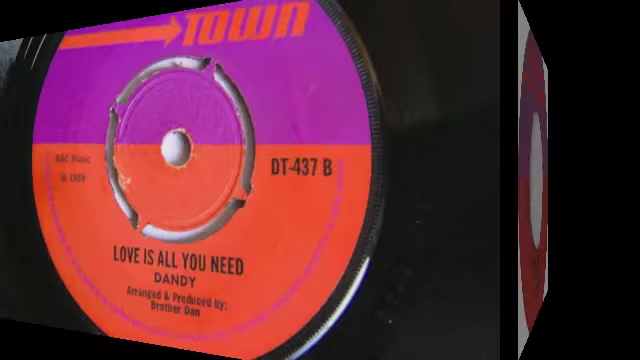 TOWN
DT-437 B
R&C Music
℗ 1969
LOVE IS ALL YOU NEED
DANDY
Arranged & Produced by:
Brother Dan